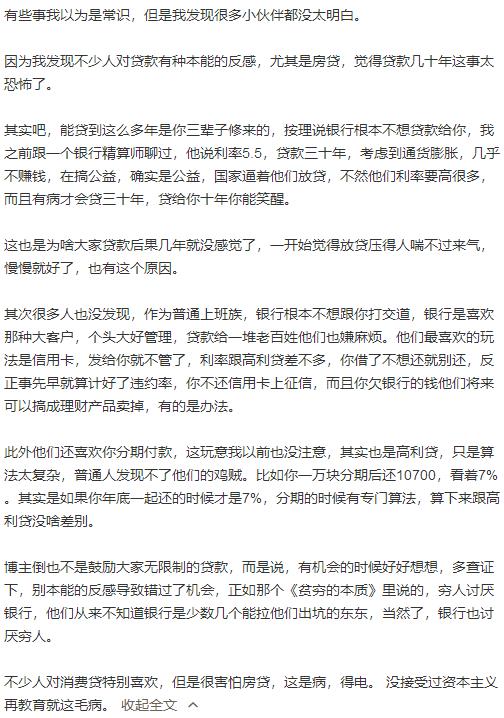 有些事我以为是常识，但是我发现很多小伙伴都没太明白。
因为我发现不少人对贷款有种本能的反感，尤其是房贷，觉得贷款几十年这事太
恐怖了。
其实吧，能贷到这么多年是你三辈子修来的，按理说银行根本不想贷款给你，我
之前跟一个银行精算师聊过，他说利率5.5，贷款三十年，考虑到通货膨胀，几乎
不赚钱，在搞公益，确实是公益，国家逼着他们放贷，不然他们利率要高很多，
而且有病才会贷三十年，贷给你十年你能笑醒。
这也是为啥大家贷款后果几年就没感觉了，一开始觉得放贷压得人喘不过来气，
慢慢就好了，也有这个原因。
其次很多人也没发现，作为普通上班族，银行根本不想跟你打交道，银行是喜欢
那种大客户，个头大好管理，贷款给一堆老百姓他们也嫌麻烦。他们最喜欢的玩
法是信用卡，发给你就不管了，利率跟高利贷差不多，你借了不想还就别还，反
正事先早就算计好了违约率，你不还信用卡上征信，而且你欠银行的钱他们将来
可以搞成理财产品卖掉，有的是办法。
此外他们还喜欢你分期付款，这玩意我以前也没注意，其实也是高利贷，只是算
法太复杂，普通人发现不了他们的鸡贼。比如你一万块分期后还10700，看着7%
。其实是如果你年底一起还的时候才是7%，分期的时候有专门算法，算下来跟高
利贷没啥差别。
博主倒也不是鼓励大家无限制的贷款，而是说，有机会的时候好好想想，多查证
下，别本能的反感导致错过了机会，正如那个《贫穷的本质》里说的，穷人讨厌
银行，他们从来不知道银行是少数几个能拉他们出坑的东东，当然了，银行也讨
厌穷人。
不少人对消费贷特别喜欢，但是很害怕房贷，这是病，得电。 没接受过资本主义
再教育就这毛病。 收起全文